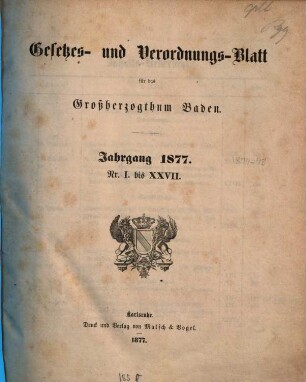 Gesetzes- und Verordnungs-Blatt
für das
Großherzogthum Baden.
Jahrgang 1877.
Nr. I. bis XXVII.
Karlsruhe.
Druck und Verlag von Malsch & Vogel.
1877.